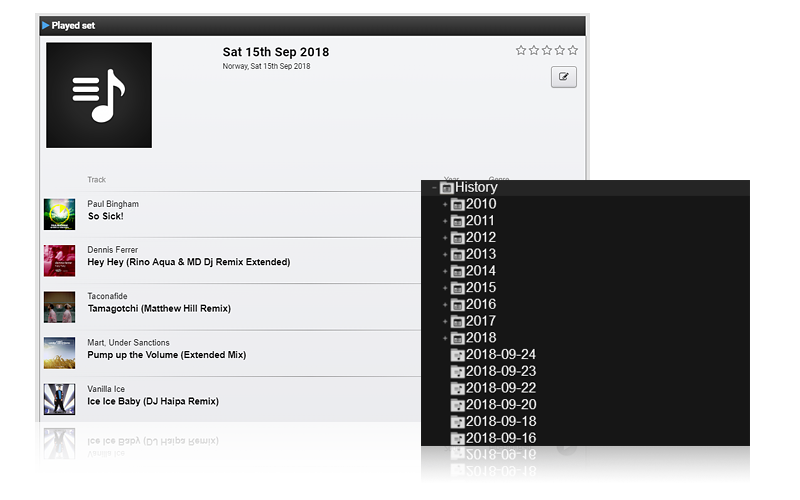 Played set
Sat 15th Sep 2018
Norway, Sat 15th Sep 2018
Track
Year
Genre
Paul Bingham
So Sick!
Dennis Ferrer
Hey Hey (Rino Aqua & MD Dj Remix Extended)
Taconafide
Tamagotchi (Matthew Hill Remix)
Mart, Under Sanctions
Pump up the Volume (Extended Mix)
Vanilla Ice
Ice Ice Baby (DJ Haipa Remix)
History
2010
2011
2012
2013
2014
2015
2016
2017
2018
2018-09-24
2018-09-23
2018-09-22
2018-09-20
2018-09-18
2018-09-16